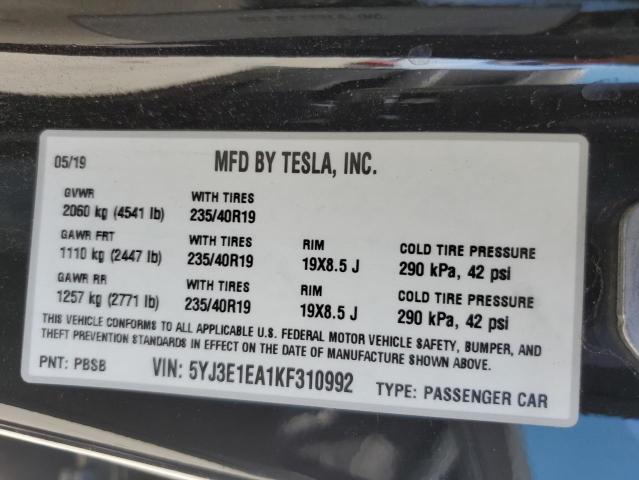 05/19 MFD BY TESLA, INC.
GVWR WITH TIRES
2060 kg (4541 lb) 235/40R19
GAWR FRT WITH TIRES RIM COLD TIRE PRESSURE
1110 kg (2447 lb) 235/40R19 19X8.5 J 290 kPa, 42 psi
GAWR RR WITH TIRES RIM COLD TIRE PRESSURE
1257 kg (2771 lb) 235/40R19 19X8.5 J 290 kPa, 42 psi
THIS VEHICLE CONFORMS TO ALL APPLICABLE U.S. FEDERAL MOTOR VEHICLE SAFETY, BUMPER, AND
THEFT PREVENTION STANDARDS IN EFFECT ON THE DATE OF MANUFACTURE SHOWN ABOVE.
PNT: PBSB VIN: 5YJ3E1EA1KF310992 TYPE: PASSENGER CAR